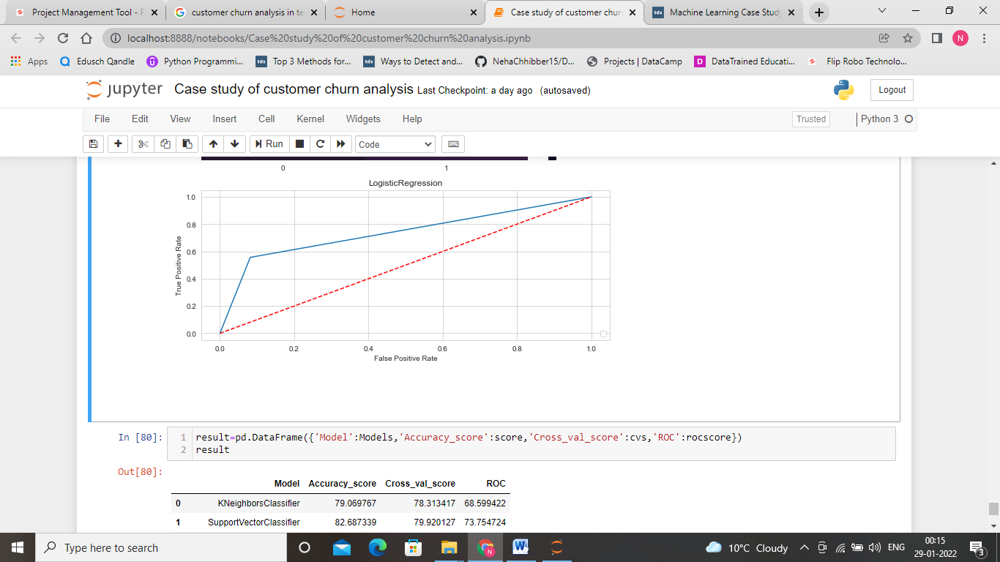 Project Management Tool - F
customer churn analysis in te
Home
Case study of customer churn
Machine Learning Case Study
localhost:8888/notebooks/Case%20study%20of%20customer%20churn%20analysis.ipynb
N
Apps
Edusch Qandle
Python Programmi...
tds
Top 3 Methods for...
tds
Ways to Detect and...
NehaChhibber15/D...
Projects | DataCamp
D
DataTrained Educati...
Flip Robo Technolo...
jupyter
Case study of customer churn analysis Last Checkpoint: a day ago (autosaved)
Logout
File Edit View Insert Cell Kernel Widgets Help
Trusted
Python 3
Run
Code
0 1
LogisticRegression
1.0
0.8
0.6
0.4
0.2
0.0
True Positive Rate
0.0 0.2 0.4 0.6 0.8 1.0
False Positive Rate
In [80]:
1 result=pd.DataFrame({'Model':Models,'Accuracy_score':score,'Cross_val_score':cvs,'ROC':rocscore})
2 result
Out[80]:
Model Accuracy_score Cross_val_score ROC
0 KNeighborsClassifier 79.069767 78.313417 68.599422
1 SupportVectorClassifier 82.687339 79.920127 73.754724
Type here to search
N
W
10°C Cloudy
ENG
00:15
29-01-2022
3